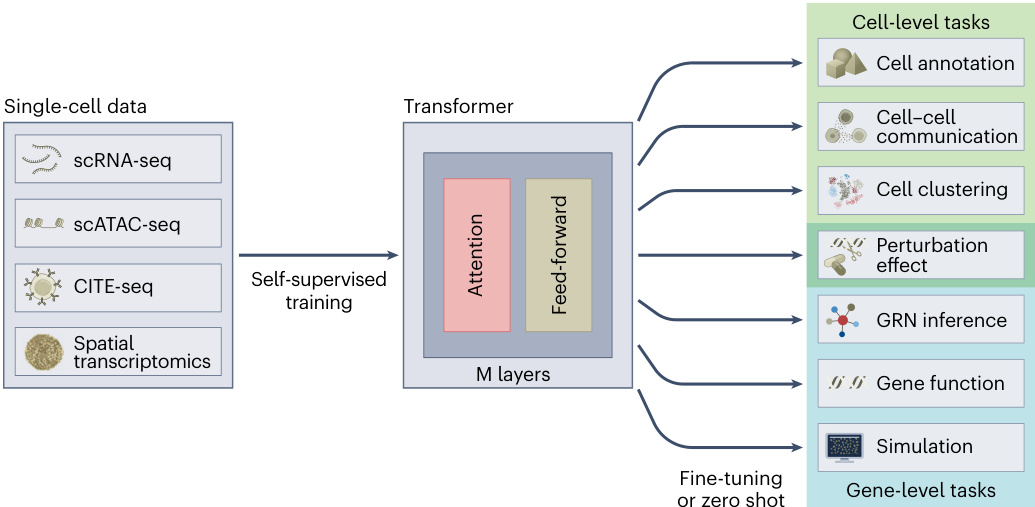 Single-cell data
scRNA-seq
scATAC-seq
CITE-seq
Spatial
transcriptomics
Self-supervised
training
Transformer
Attention
Feed-forward
M layers
Fine-tuning
or zero shot
Cell-level tasks
Cell annotation
Cell–cell
communication
Cell clustering
Perturbation
effect
GRN inference
Gene function
Simulation
Gene-level tasks